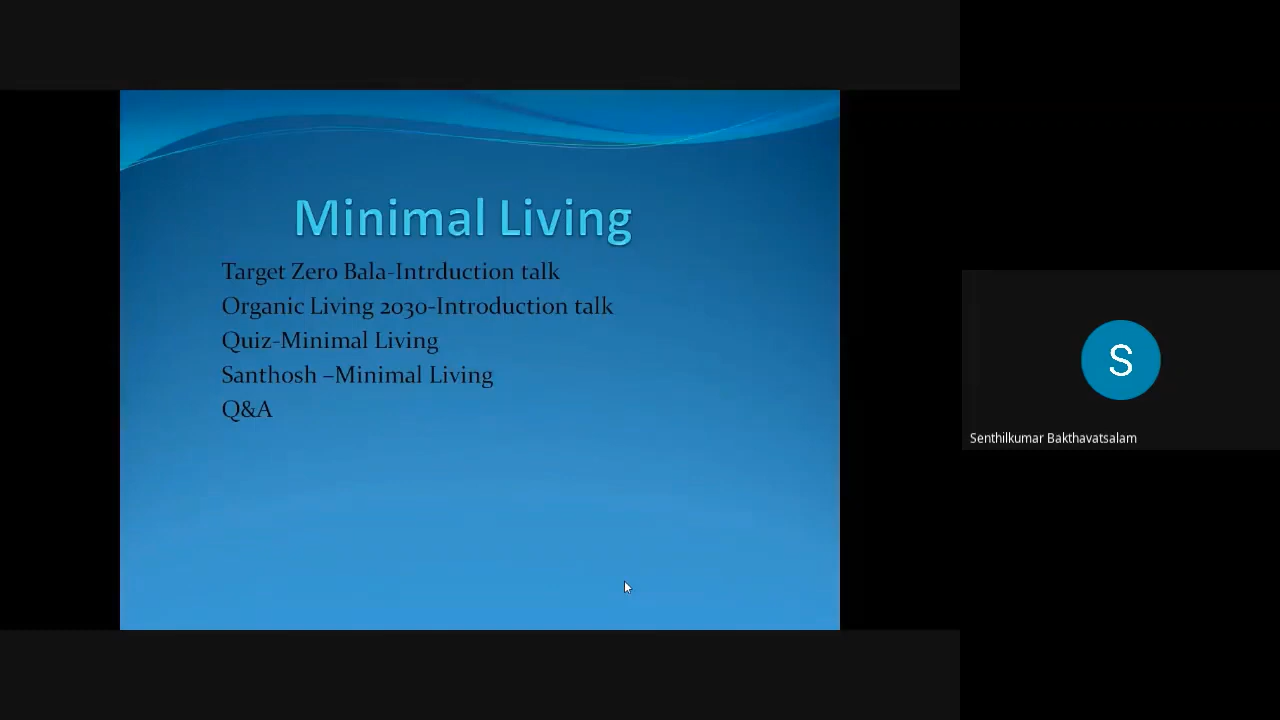 Minimal Living
Target Zero Bala-Intrduction talk
Organic Living 2030-Introduction talk
Quiz-Minimal Living
Santhosh –Minimal Living
Q&A
S
Senthilkumar Bakthavatsalam